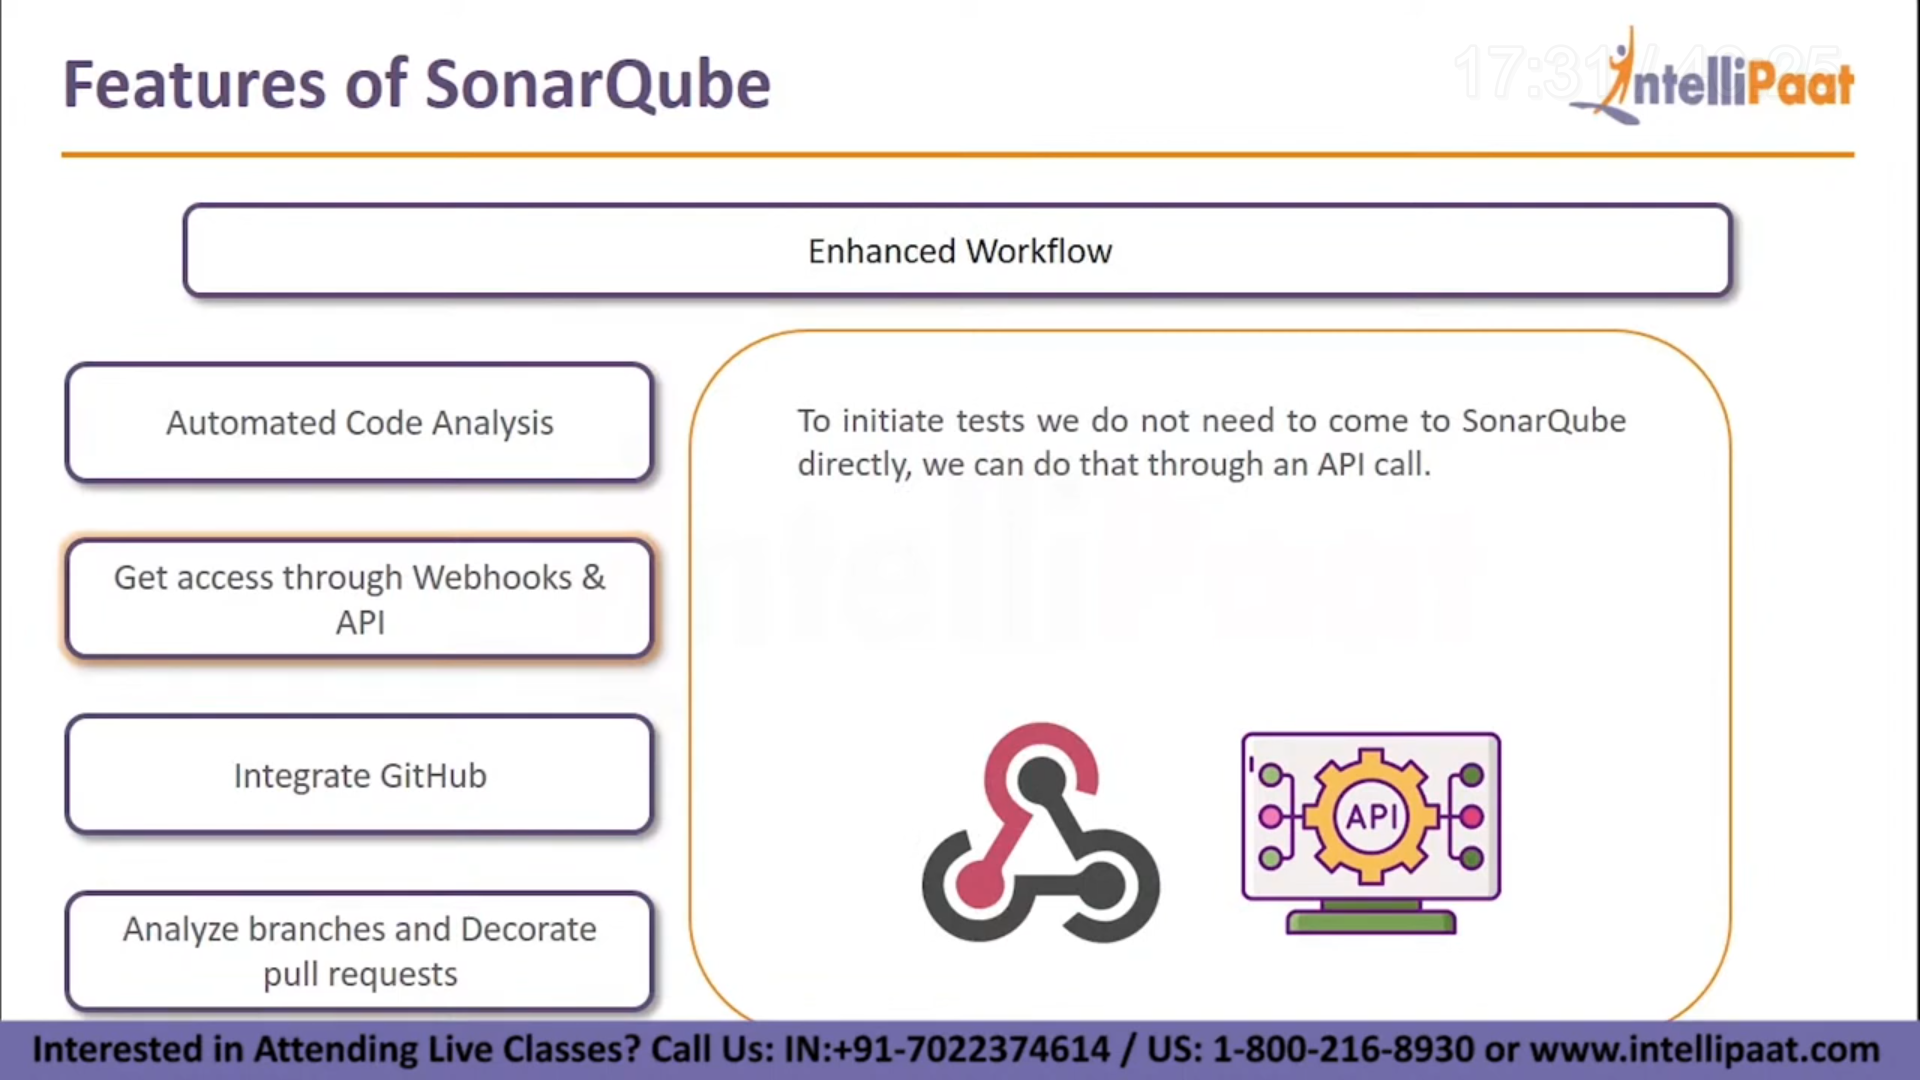 Features of SonarQube
IntelliPaat
Enhanced Workflow
Automated Code Analysis
Get access through Webhooks &
API
Integrate GitHub
Analyze branches and Decorate
pull requests
To initiate tests we do not need to come to SonarQube
directly, we can do that through an API call.
API
Interested in Attending Live Classes? Call Us: IN:+91-7022374614 / US: 1-800-216-8930 or www.intellipaat.com